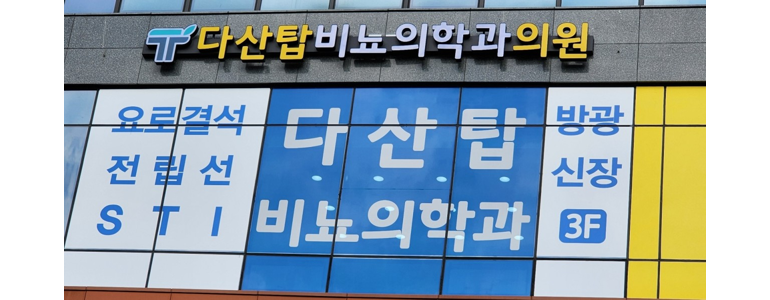 다산탑비뇨의학과의원
요로결석
전립선
STI
다산탑
비뇨의학과
방광
신장
3F